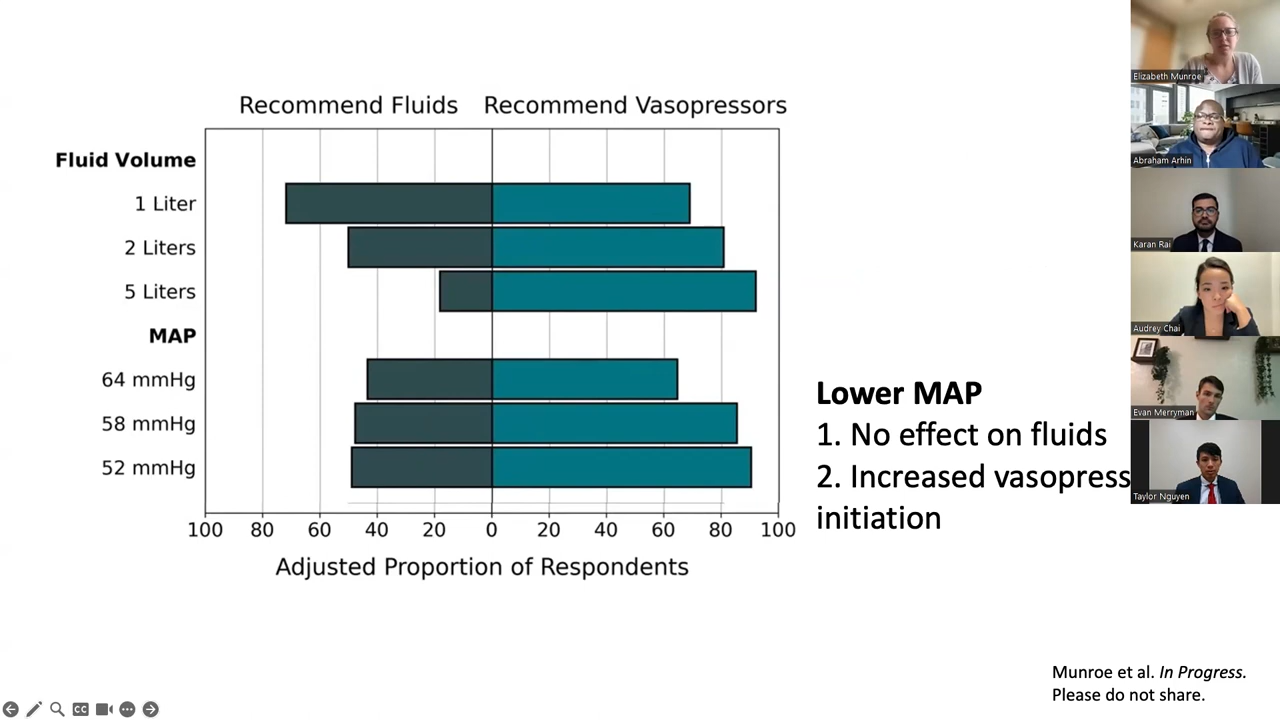 Recommend Fluids Recommend Vasopressors
Fluid Volume
1 Liter
2 Liters
5 Liters
MAP
64 mmHg
58 mmHg
52 mmHg
100 80 60 40 20 0 20 40 60 80 100
Adjusted Proportion of Respondents
Lower MAP
1. No effect on fluids
2. Increased vasopress
initiation
Munroe et al. In Progress.
Please do not share.
Elizabeth Munroe
Abraham Arhin
Karan Rai
Audrey Chai
Evan Merryman
Taylor Nguyen
CC